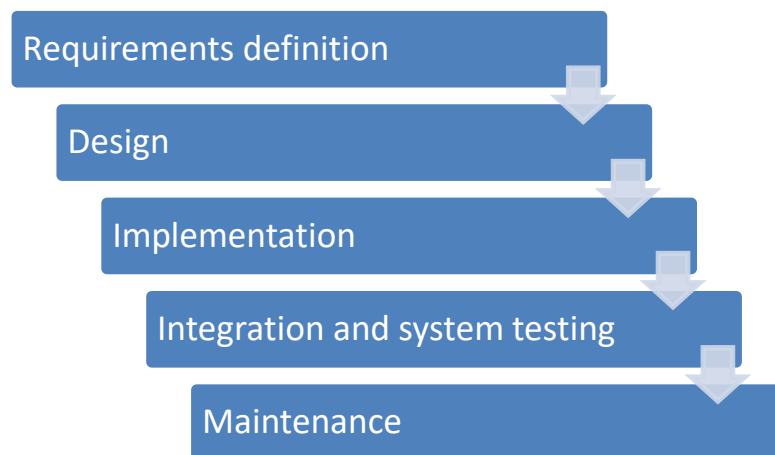 Requirements definition
Design
Implementation
Integration and system testing
Maintenance